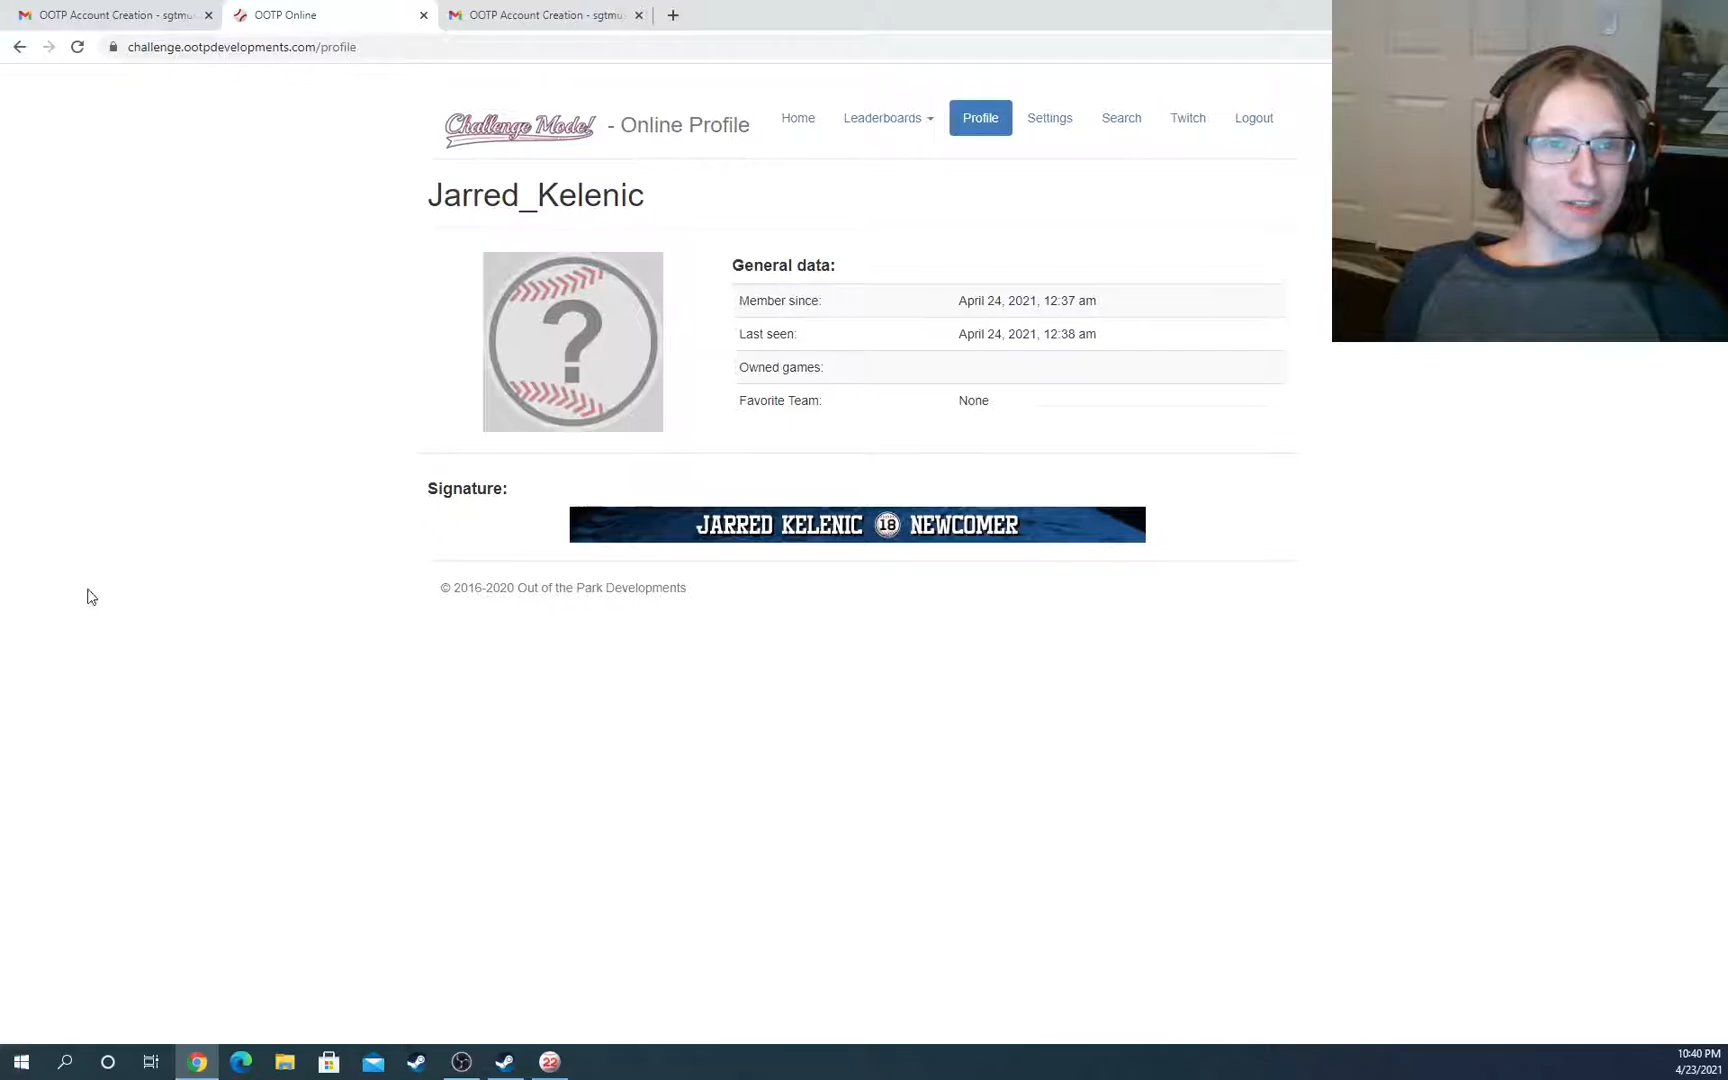 OOTP Account Creation - sgtmu
OOTP Online
OOTP Account Creation - sgtmu
challenge.ootpdevelopments.com/profile
Challenge Mode! - Online Profile
Home
Leaderboards
Profile
Settings
Search
Twitch
Logout
Jarred_Kelenic
?
General data:
Member since: April 24, 2021, 12:37 am
Last seen: April 24, 2021, 12:38 am
Owned games:
Favorite Team: None
Signature:
JARRED KELENIC 18 NEWCOMER
© 2016-2020 Out of the Park Developments
22
10:40 PM
4/23/2021